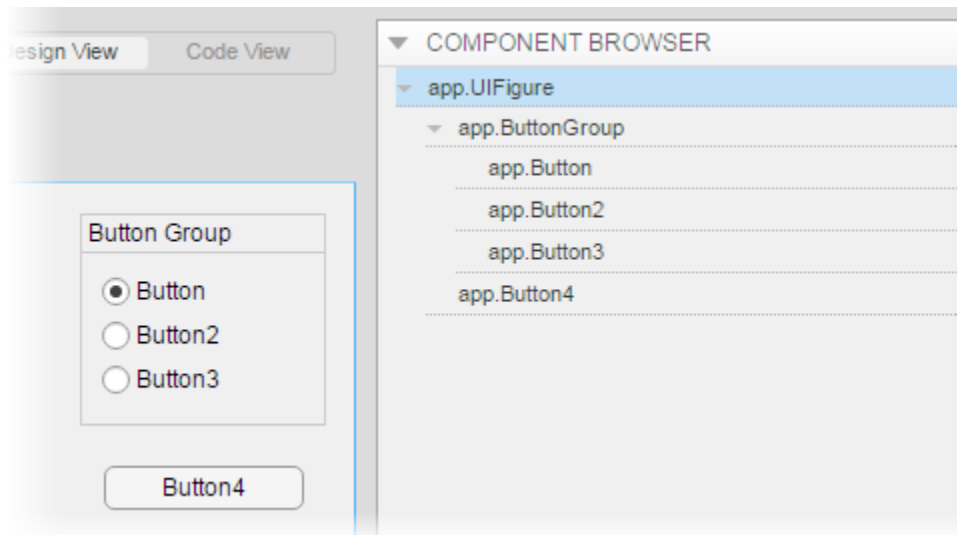 View
Code View
COMPONENT BROWSER
app.UIFigure
app.ButtonGroup
app.Button
app.Button2
app.Button3
app.Button4
Button Group
Button
Button2
Button3
Button4